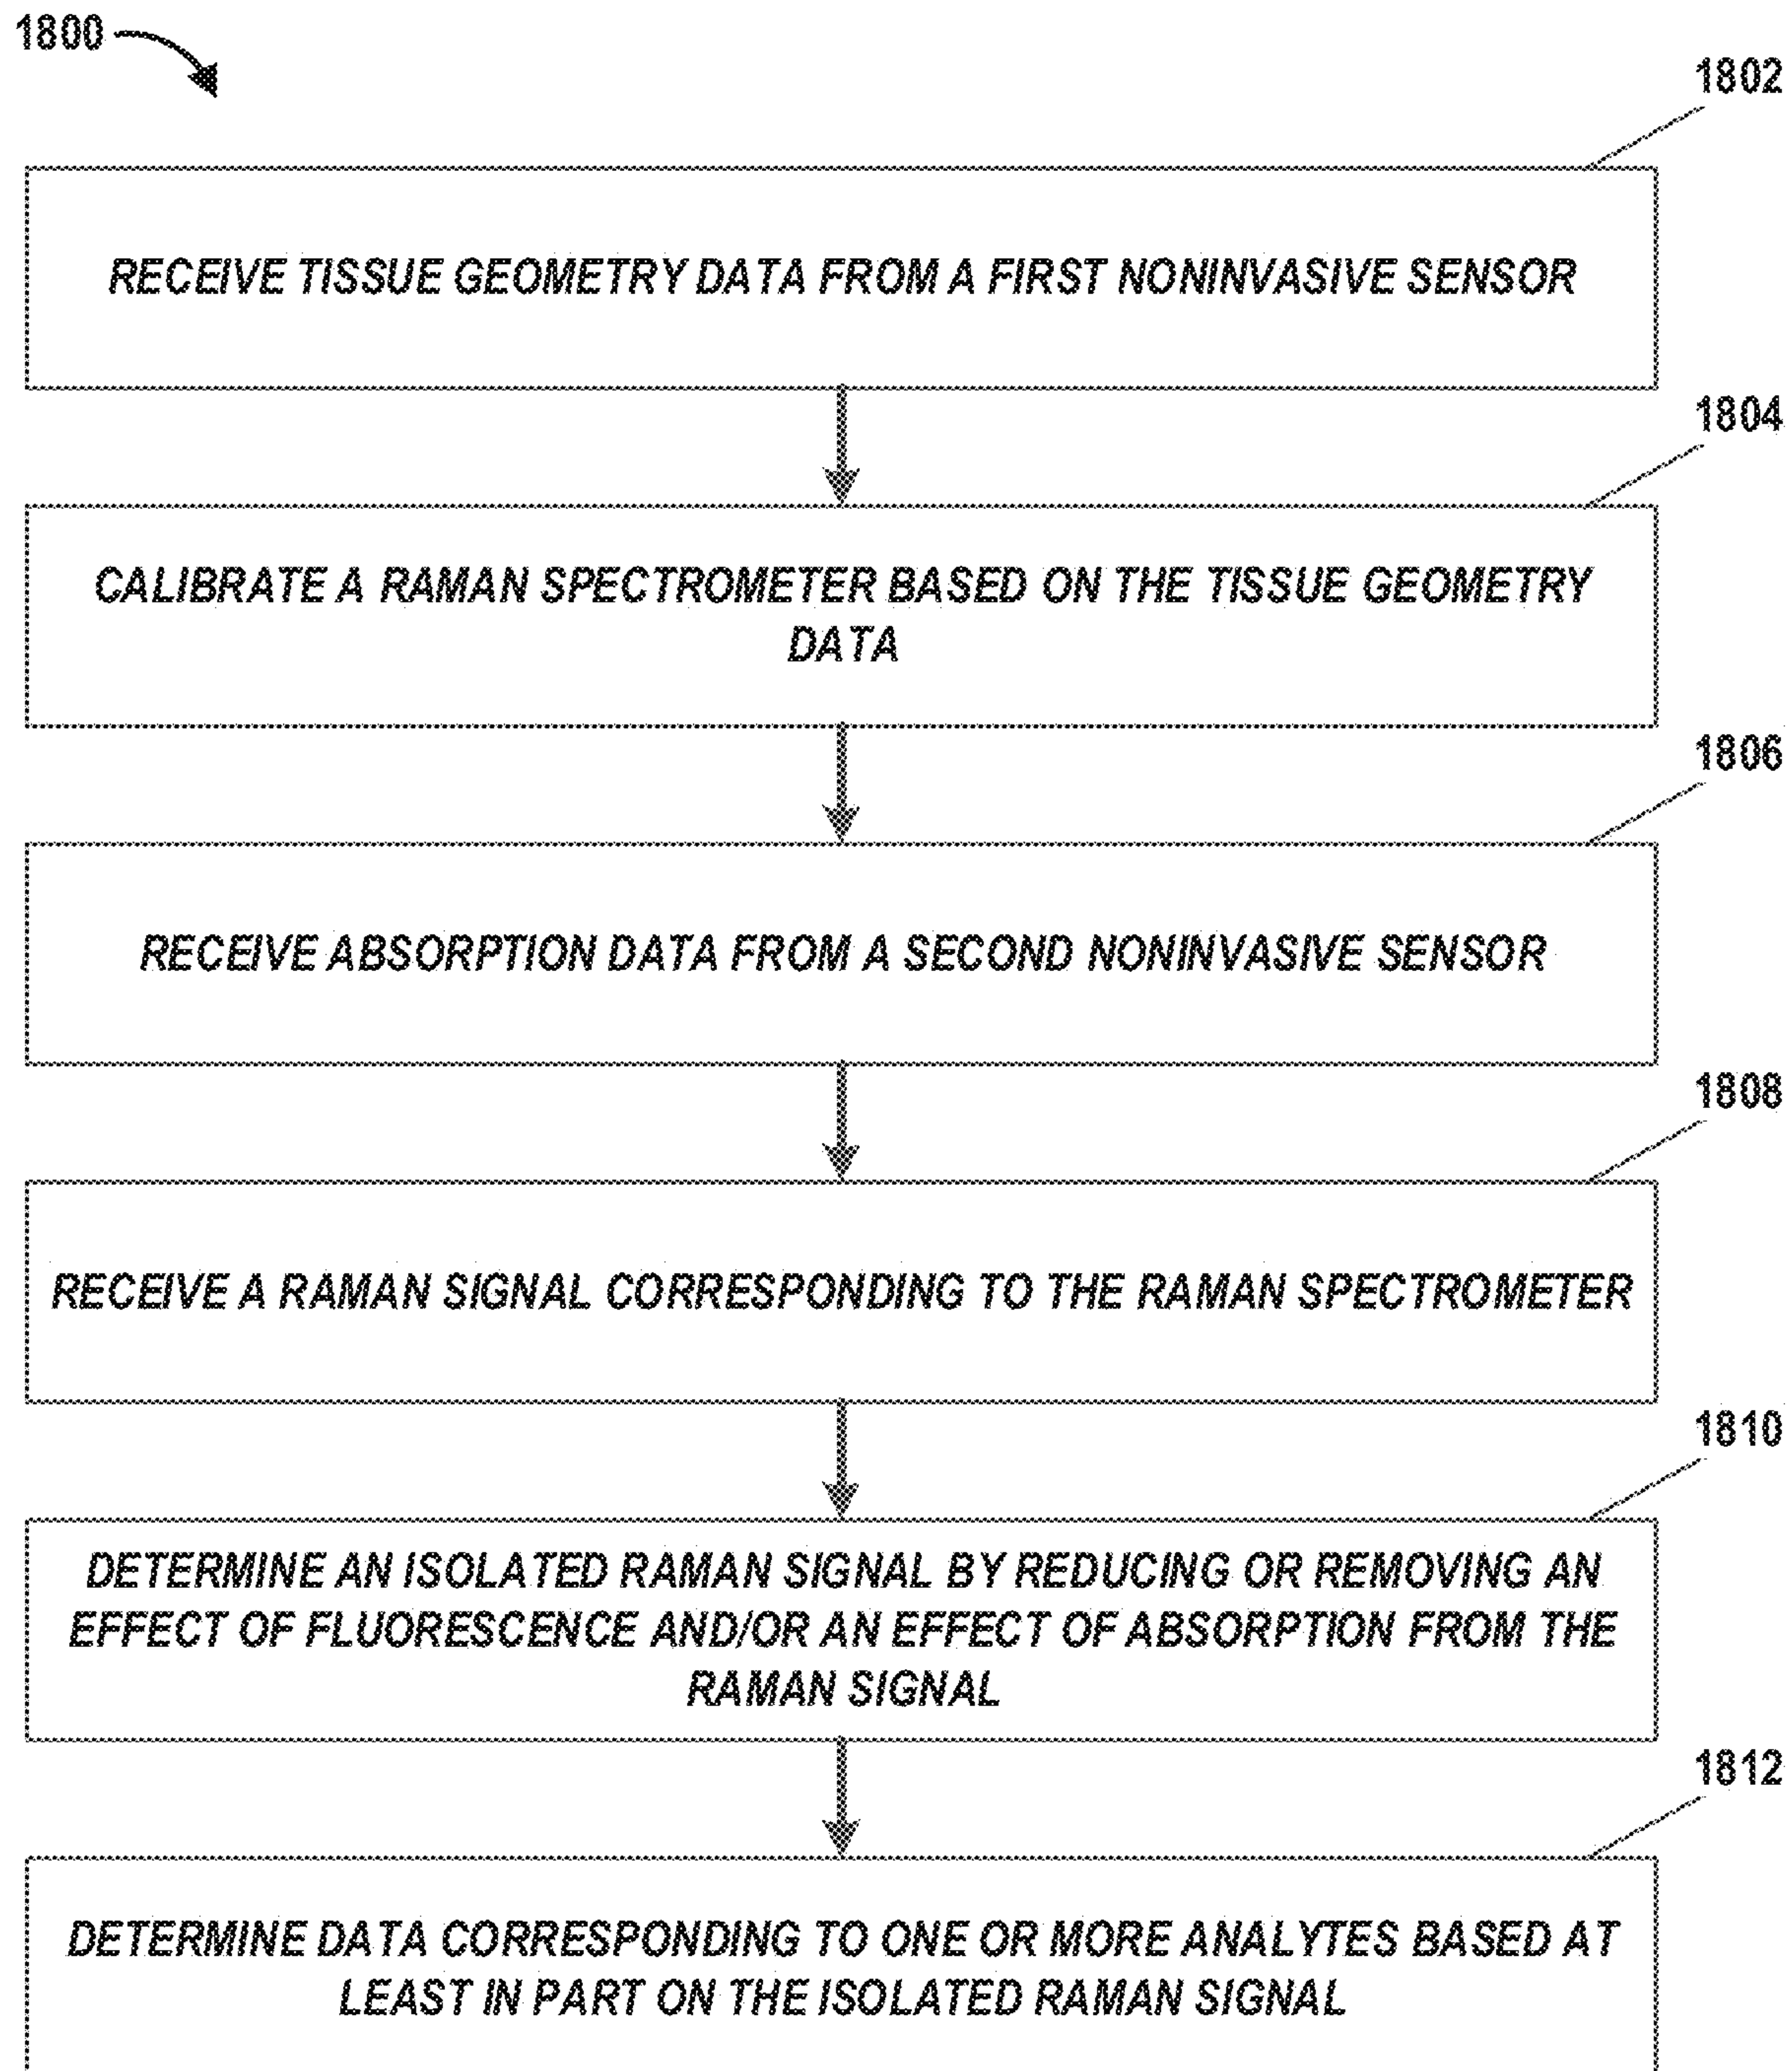 1800
1802
RECEIVE TISSUE GEOMETRY DATA FROM A FIRST NONINVASIVE SENSOR
1804
CALIBRATE A RAMAN SPECTROMETER BASED ON THE TISSUE GEOMETRY
DATA
1806
RECEIVE ABSORPTION DATA FROM A SECOND NONINVASIVE SENSOR
1808
RECEIVE A RAMAN SIGNAL CORRESPONDING TO THE RAMAN SPECTROMETER
1810
DETERMINE AN ISOLATED RAMAN SIGNAL BY REDUCING OR REMOVING AN
EFFECT OF FLUORESCENCE AND/OR AN EFFECT OF ABSORPTION FROM THE
RAMAN SIGNAL
1812
DETERMINE DATA CORRESPONDING TO ONE OR MORE ANALYTES BASED AT
LEAST IN PART ON THE ISOLATED RAMAN SIGNAL